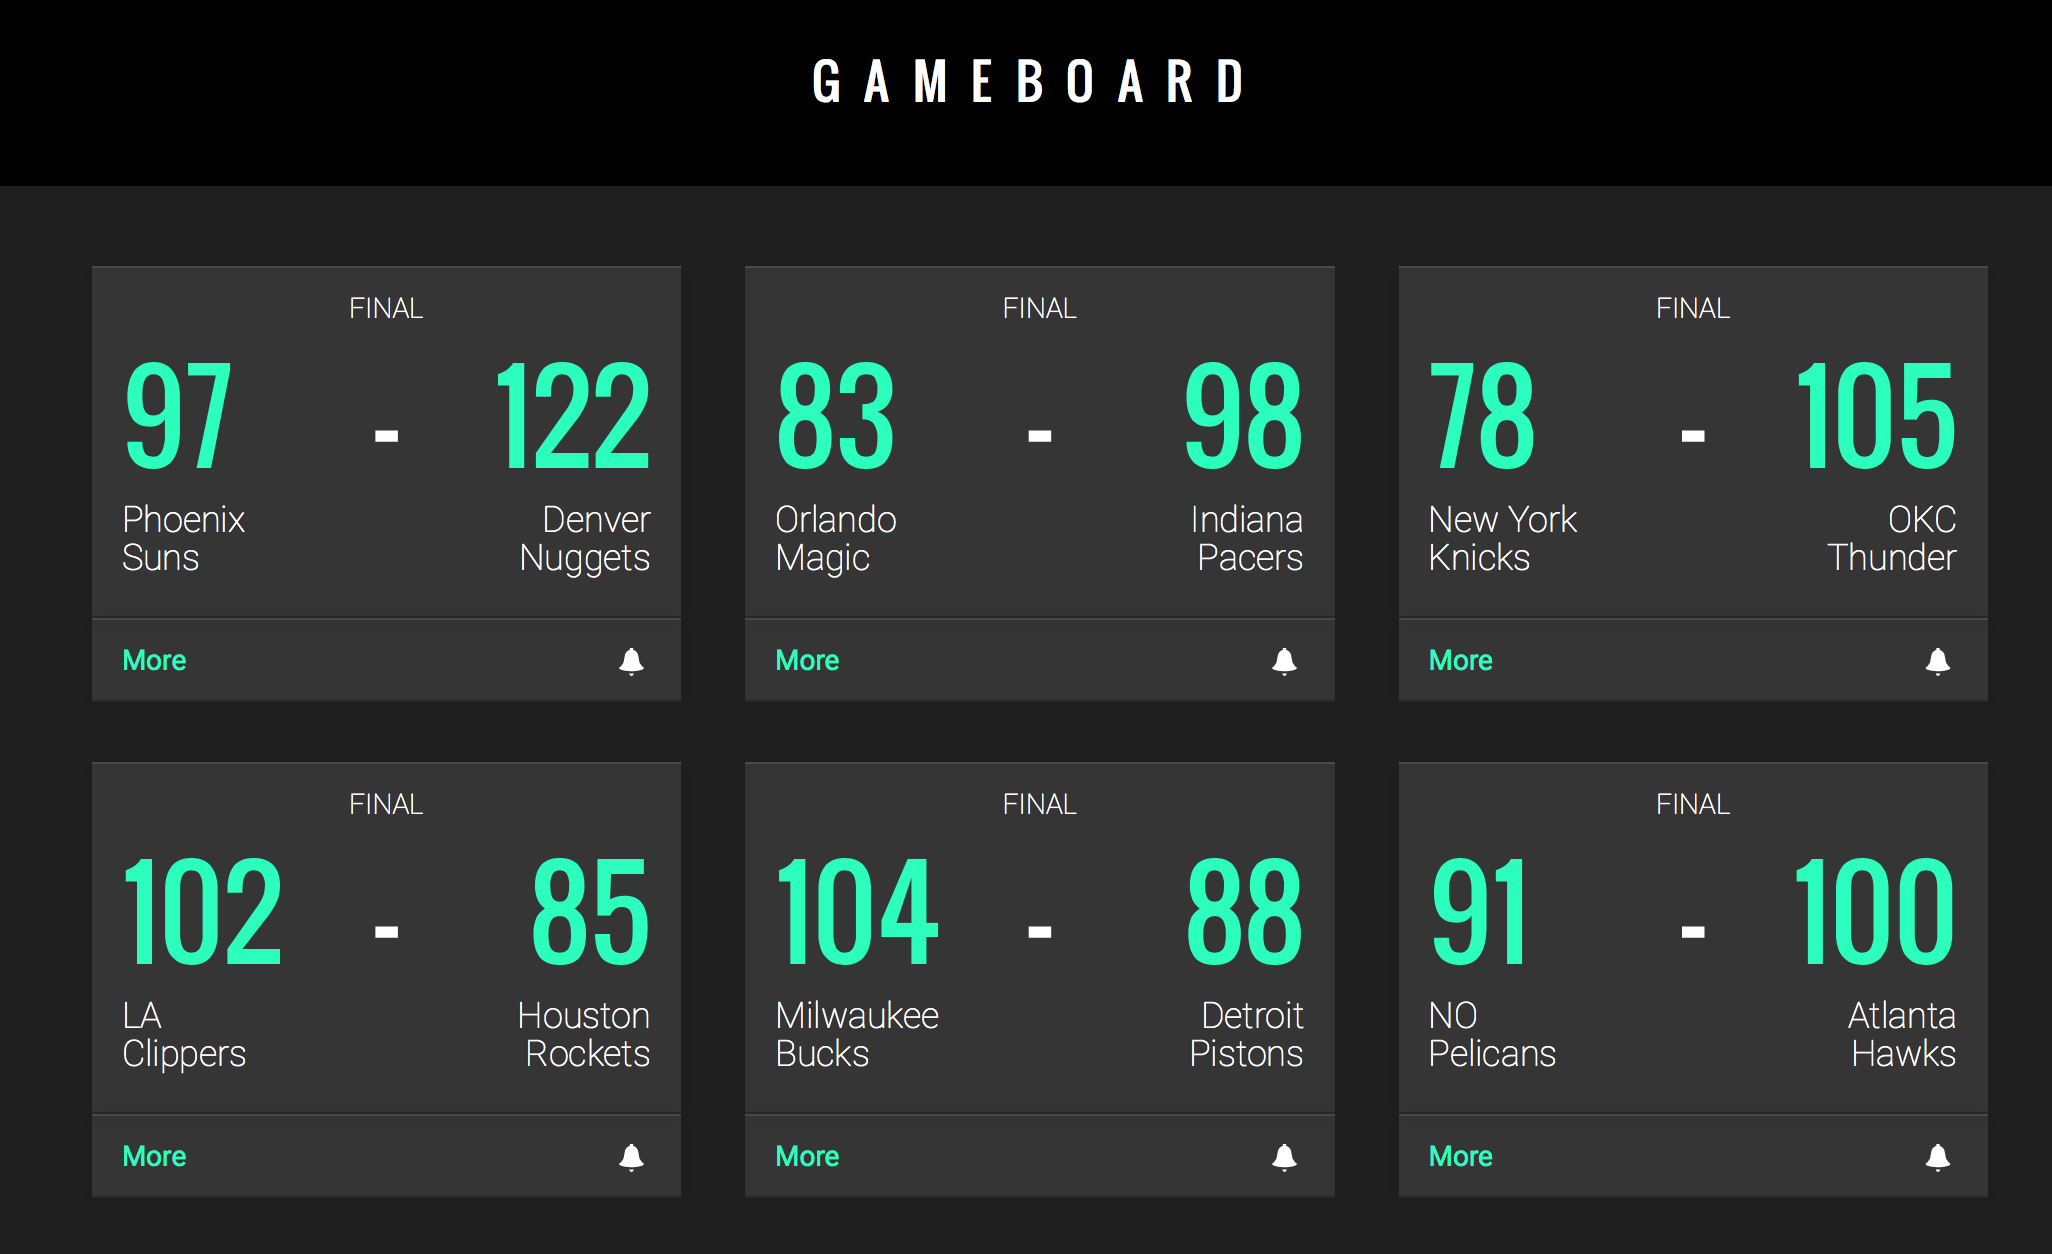 GAMEBOARD
FINAL
97 - 122
Phoenix Suns
Denver Nuggets
More
FINAL
83 - 98
Orlando Magic
Indiana Pacers
More
FINAL
78 - 105
New York Knicks
OKC Thunder
More
FINAL
102 - 85
LA Clippers
Houston Rockets
More
FINAL
104 - 88
Milwaukee Bucks
Detroit Pistons
More
FINAL
91 - 100
NO Pelicans
Atlanta Hawks
More